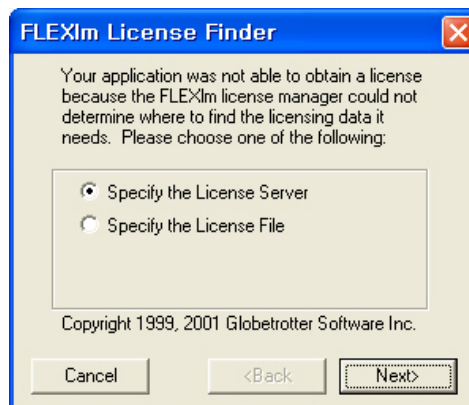 FLEXlm License Finder
Your application was not able to obtain a license
because the FLEXlm license manager could not
determine where to find the licensing data it
needs. Please choose one of the following:
Specify the License Server
Specify the License File
Copyright 1999, 2001 Globetrotter Software Inc.
Cancel
<Back
Next>